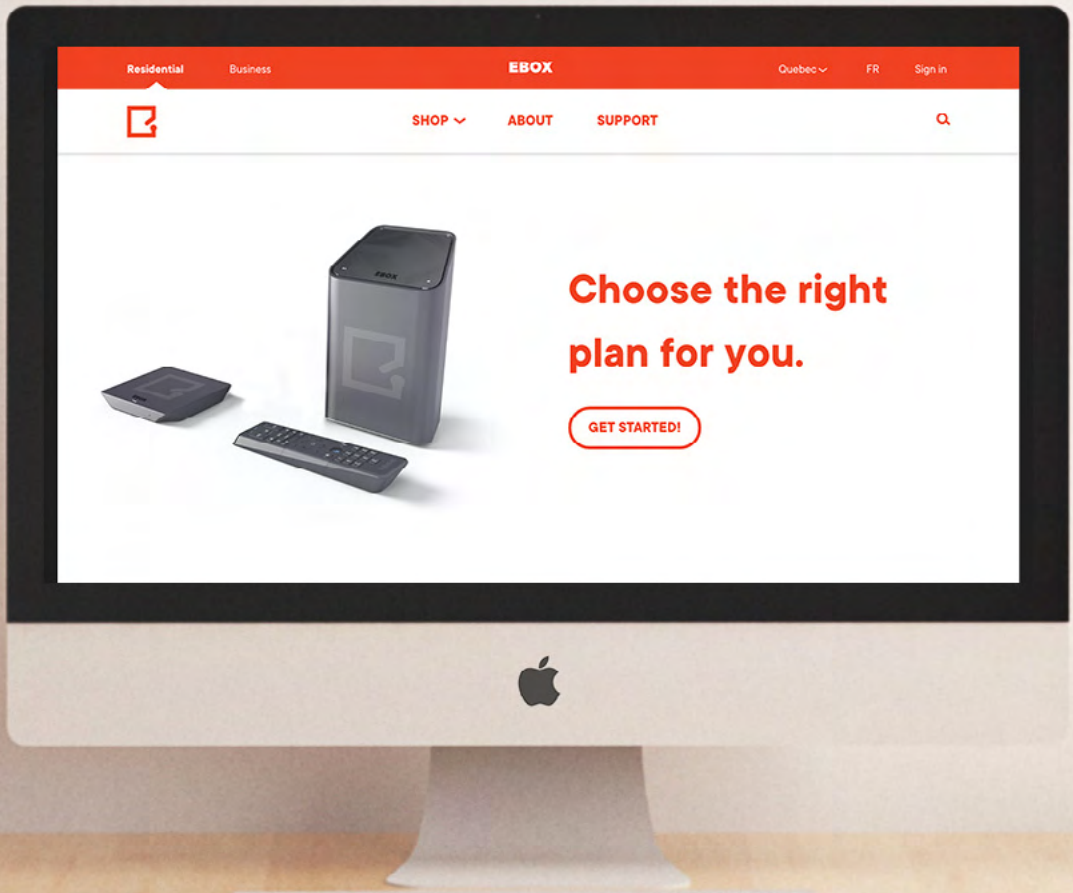 Residential Business EBOX Quebec FR Sign in
SHOP ABOUT SUPPORT
EBOX
Choose the right
plan for you.
GET STARTED!